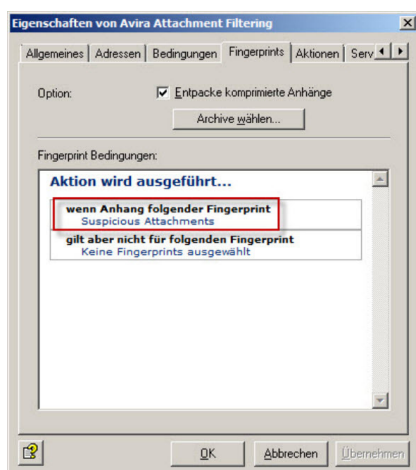 Eigenschaften von Avira Attachment Filtering
Allgemeines Adressen Bedingungen Fingerprints Aktionen Serv
Option: Entpacke komprimierte Anhänge
Archive wählen...
Fingerprint Bedingungen:
Aktion wird ausgeführt...
wenn Anhang folgender Fingerprint
Suspicious Attachments
gilt aber nicht für folgenden Fingerprint
Keine Fingerprints ausgewählt
OK Abbrechen Übernehmen